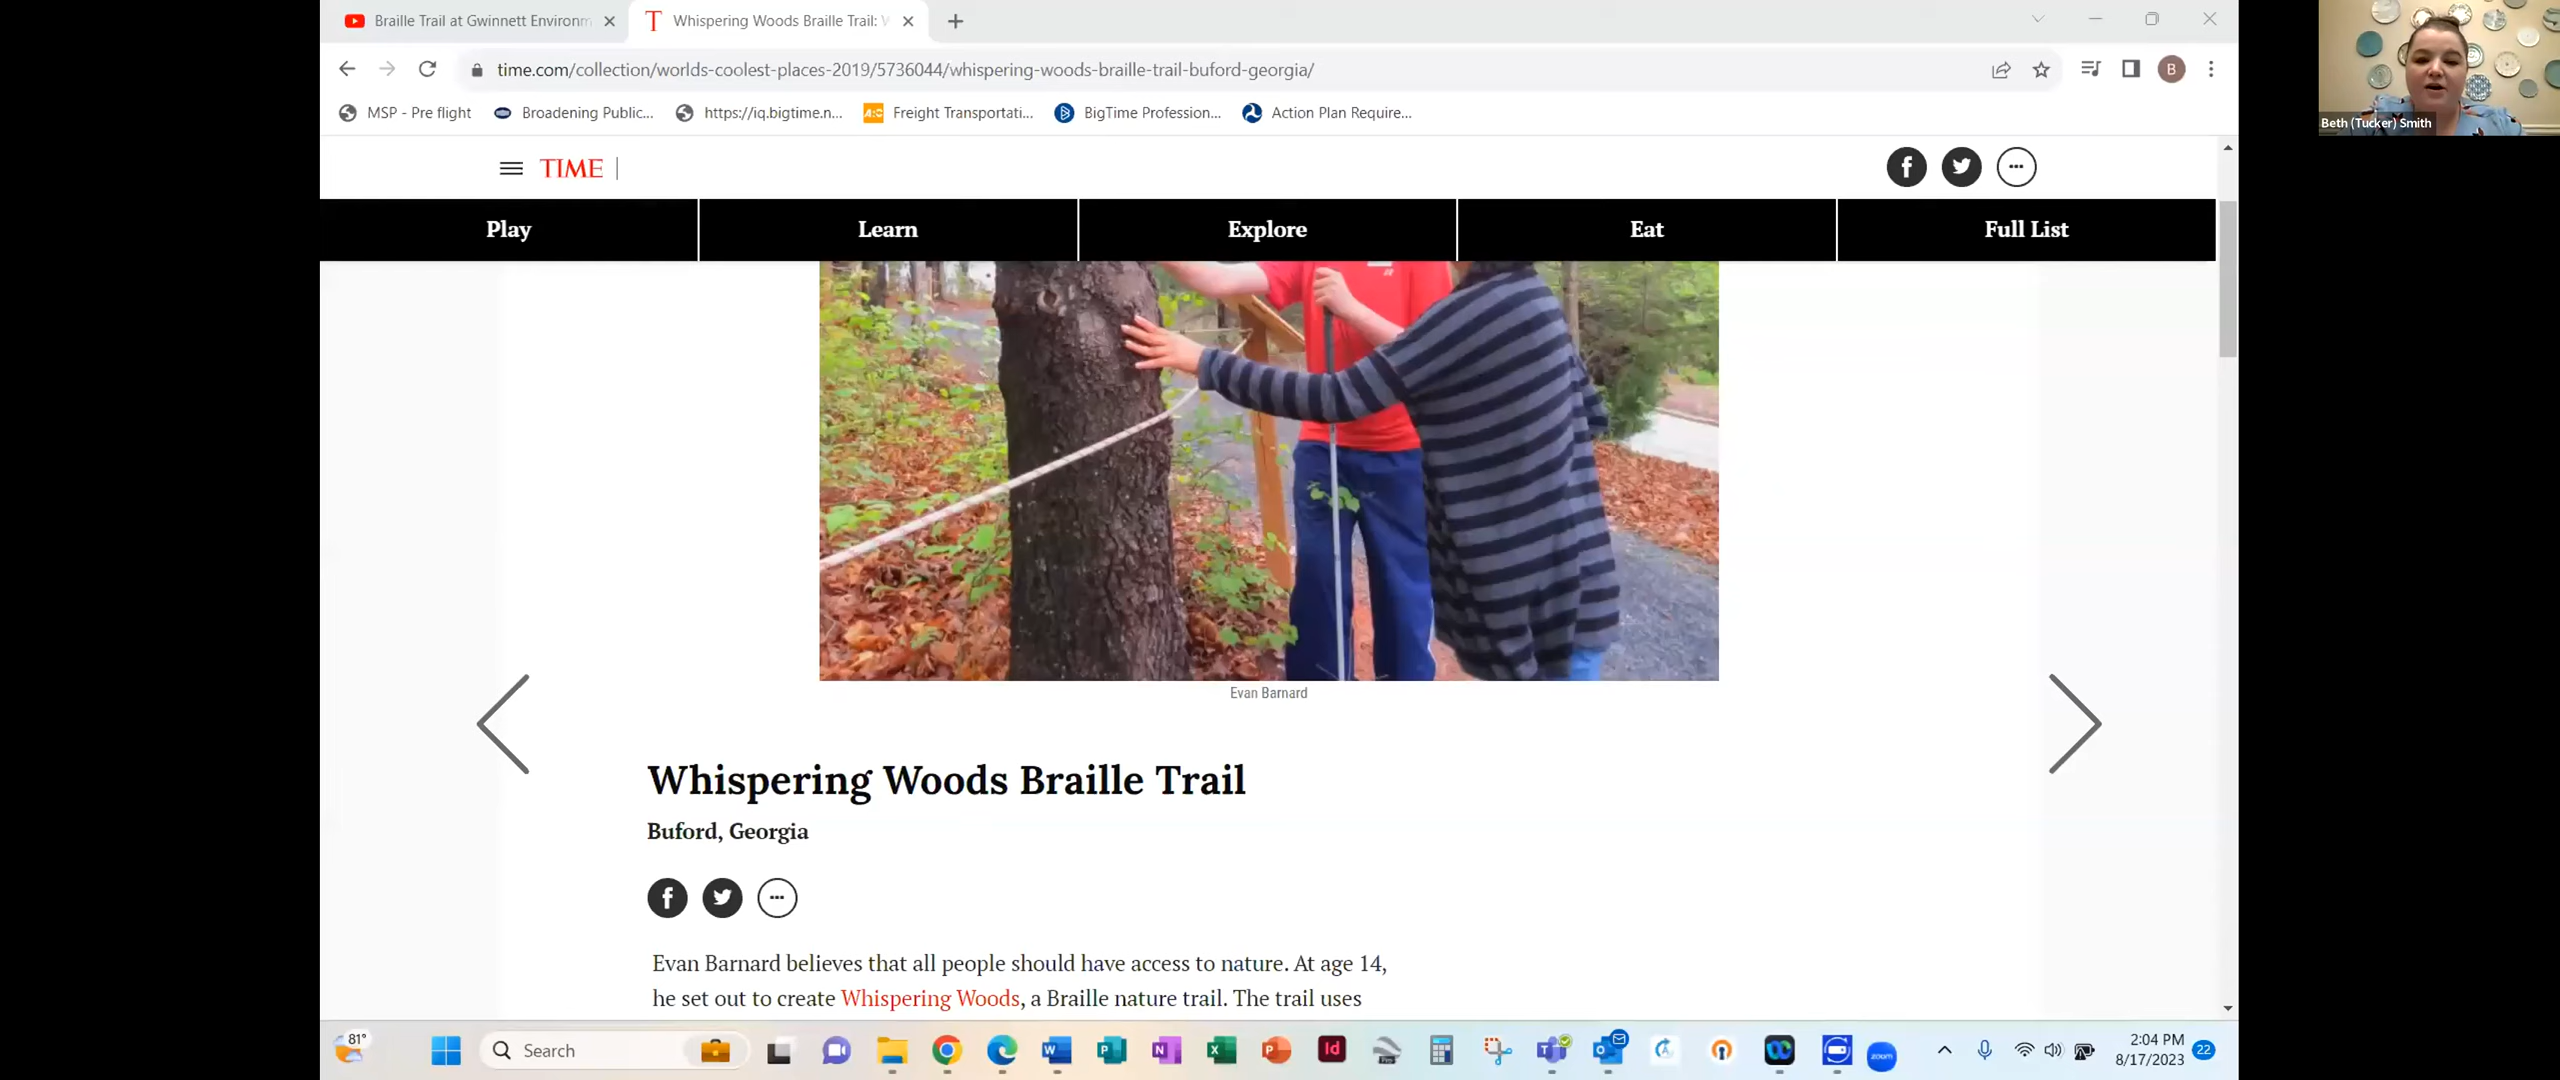 Braille Trail at Gwinnett Environm
Whispering Woods Braille Trail: W
time.com/collection/worlds-coolest-places-2019/5736044/whispering-woods-braille-trail-buford-georgia/
B
MSP - Pre flight
Broadening Public...
https://iq.bigtime.n...
Freight Transportati...
BigTime Profession...
Action Plan Require...
Beth (Tucker) Smith
TIME
Play
Learn
Explore
Eat
Full List
Evan Barnard
Whispering Woods Braille Trail
Buford, Georgia
Evan Barnard believes that all people should have access to nature. At age 14,
he set out to create Whispering Woods, a Braille nature trail. The trail uses
81°
Search
zoom
2:04 PM
8/17/2023
22